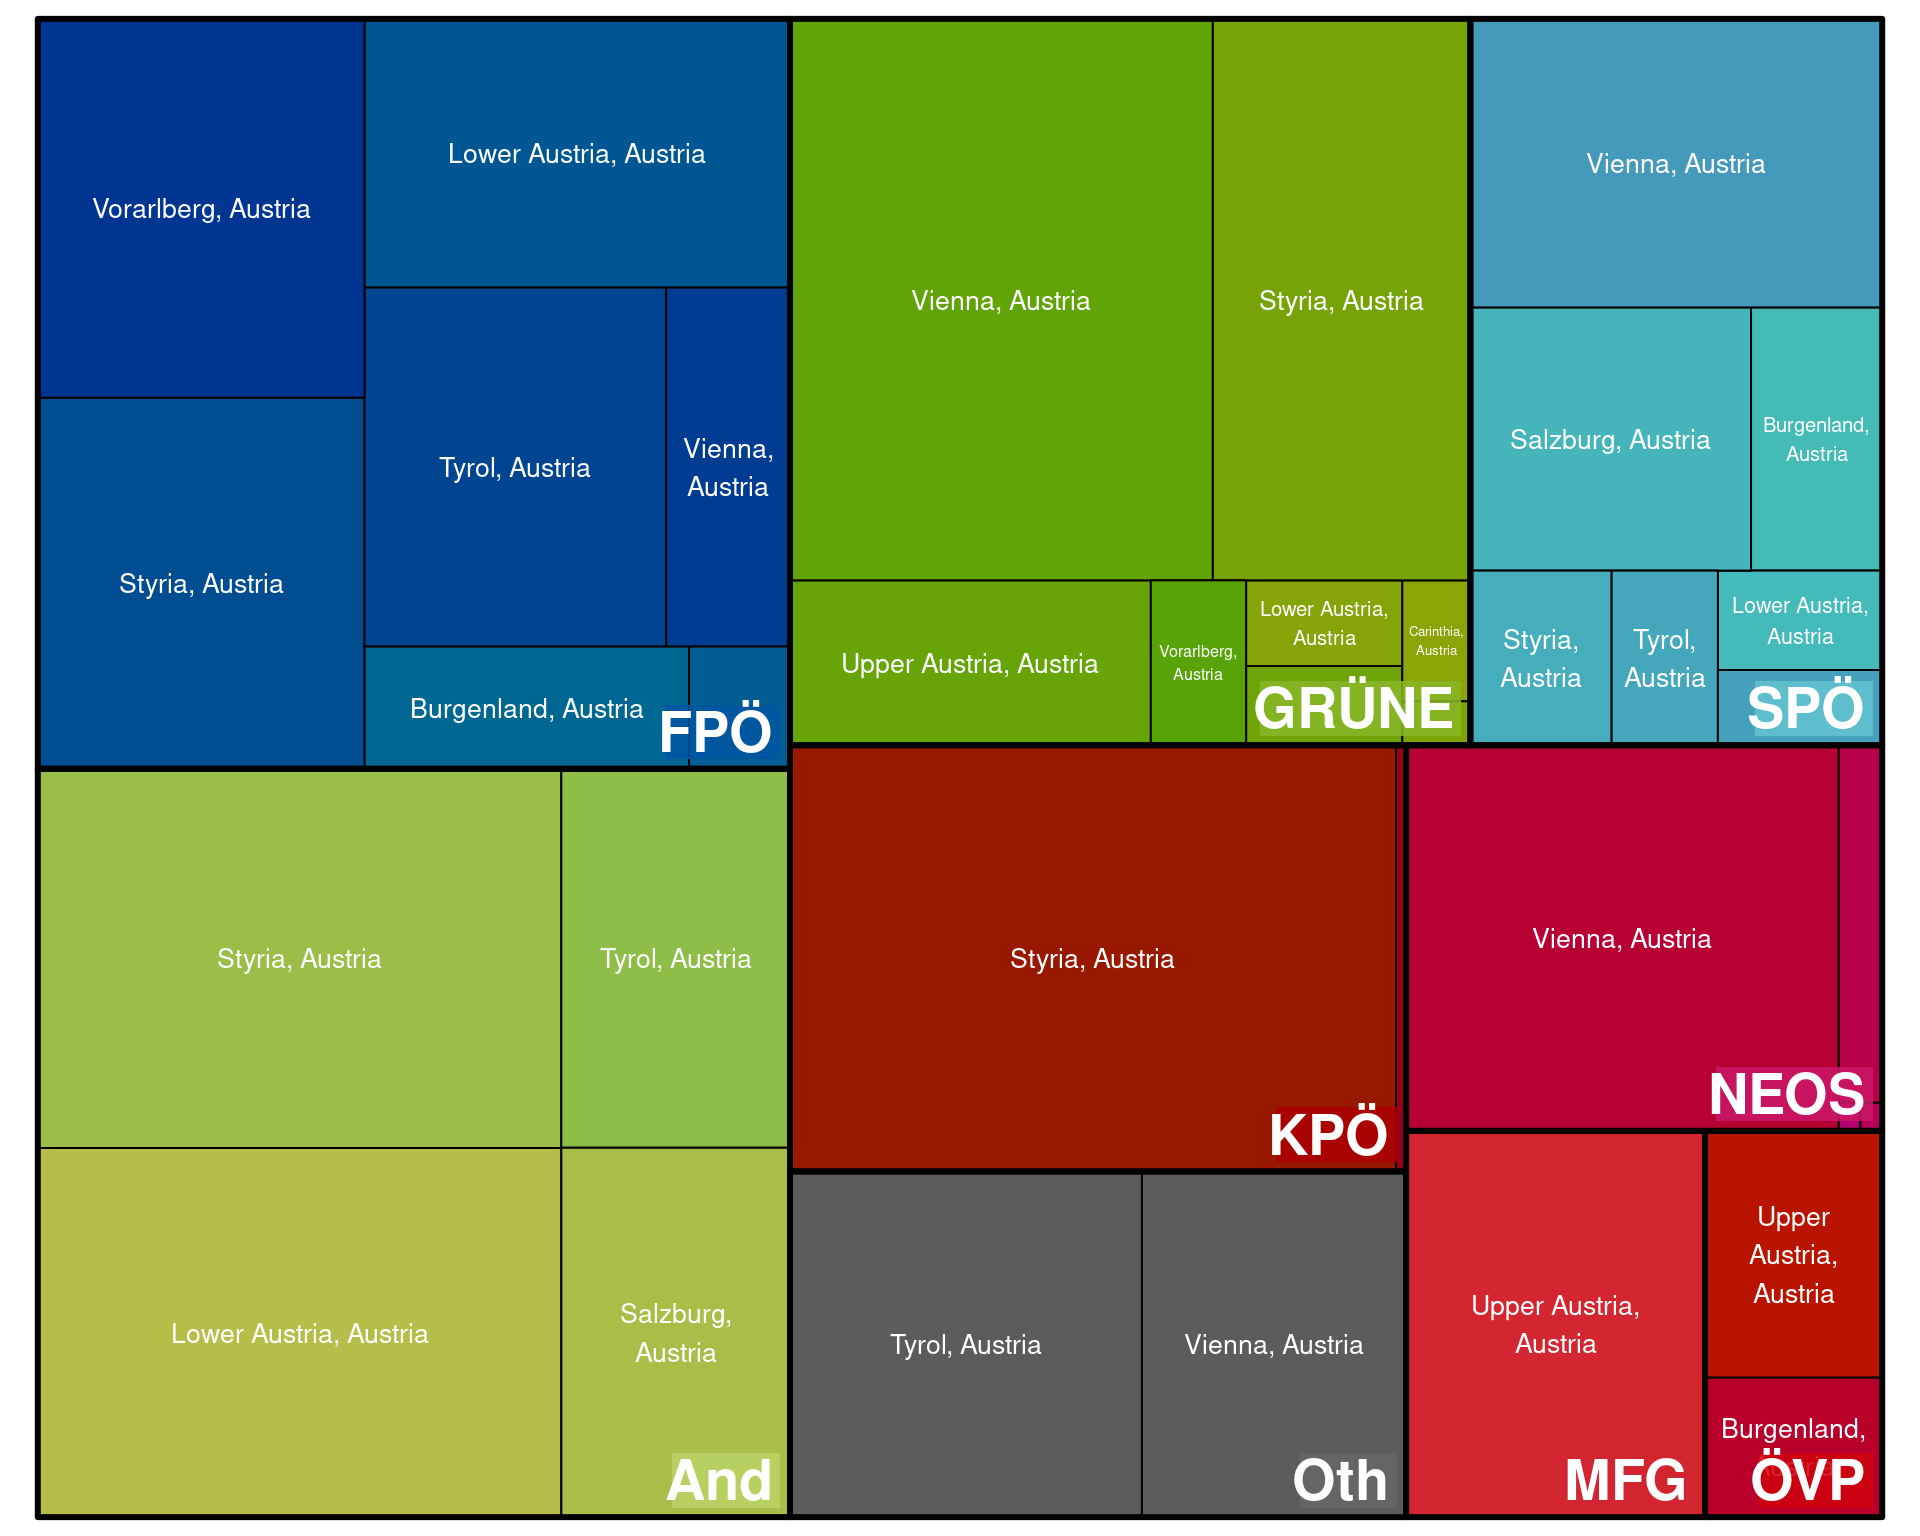 Vorarlberg, Austria
Lower Austria, Austria
Styria, Austria
Tyrol, Austria
Vienna,
Austria
Burgenland, Austria
FPÖ
Vienna, Austria
Styria, Austria
Upper Austria, Austria
Vorarlberg,
Austria
Lower Austria,
Austria
Carinthia,
Austria
GRÜNE
Vienna, Austria
Salzburg, Austria
Burgenland,
Austria
Styria,
Austria
Tyrol,
Austria
Lower Austria,
Austria
SPÖ
Styria, Austria
Tyrol, Austria
Lower Austria, Austria
Salzburg,
Austria
And
Styria, Austria
KPÖ
Vienna, Austria
NEOS
Tyrol, Austria
Vienna, Austria
Oth
Upper Austria,
Austria
MFG
Upper
Austria,
Austria
Burgenland,
ÖVP